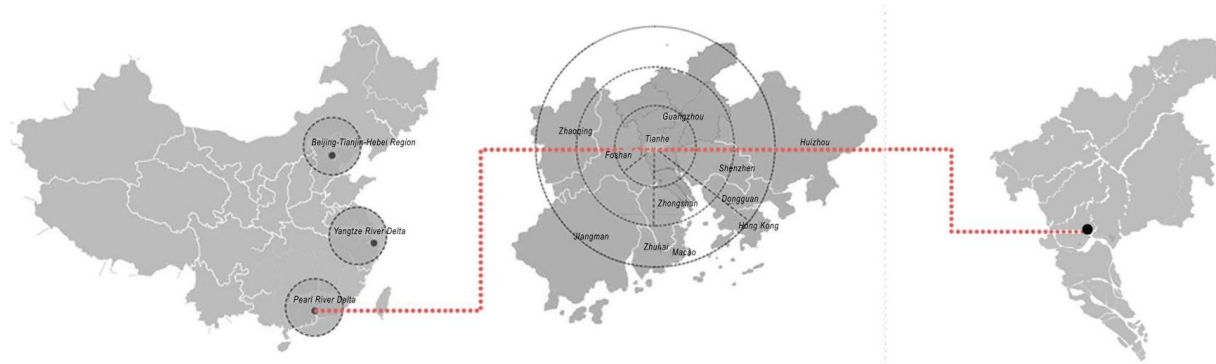 Beijing-Tianjin-Hebei Region
Yangtze River Delta
Pearl River Delta
Guangzhou
Zhaoqing
Tianhe
Huizhou
Foshan
Shenzhen
Zhongshan
Dongguan
Hong Kong
Jiangman
Zhuhai
Macao